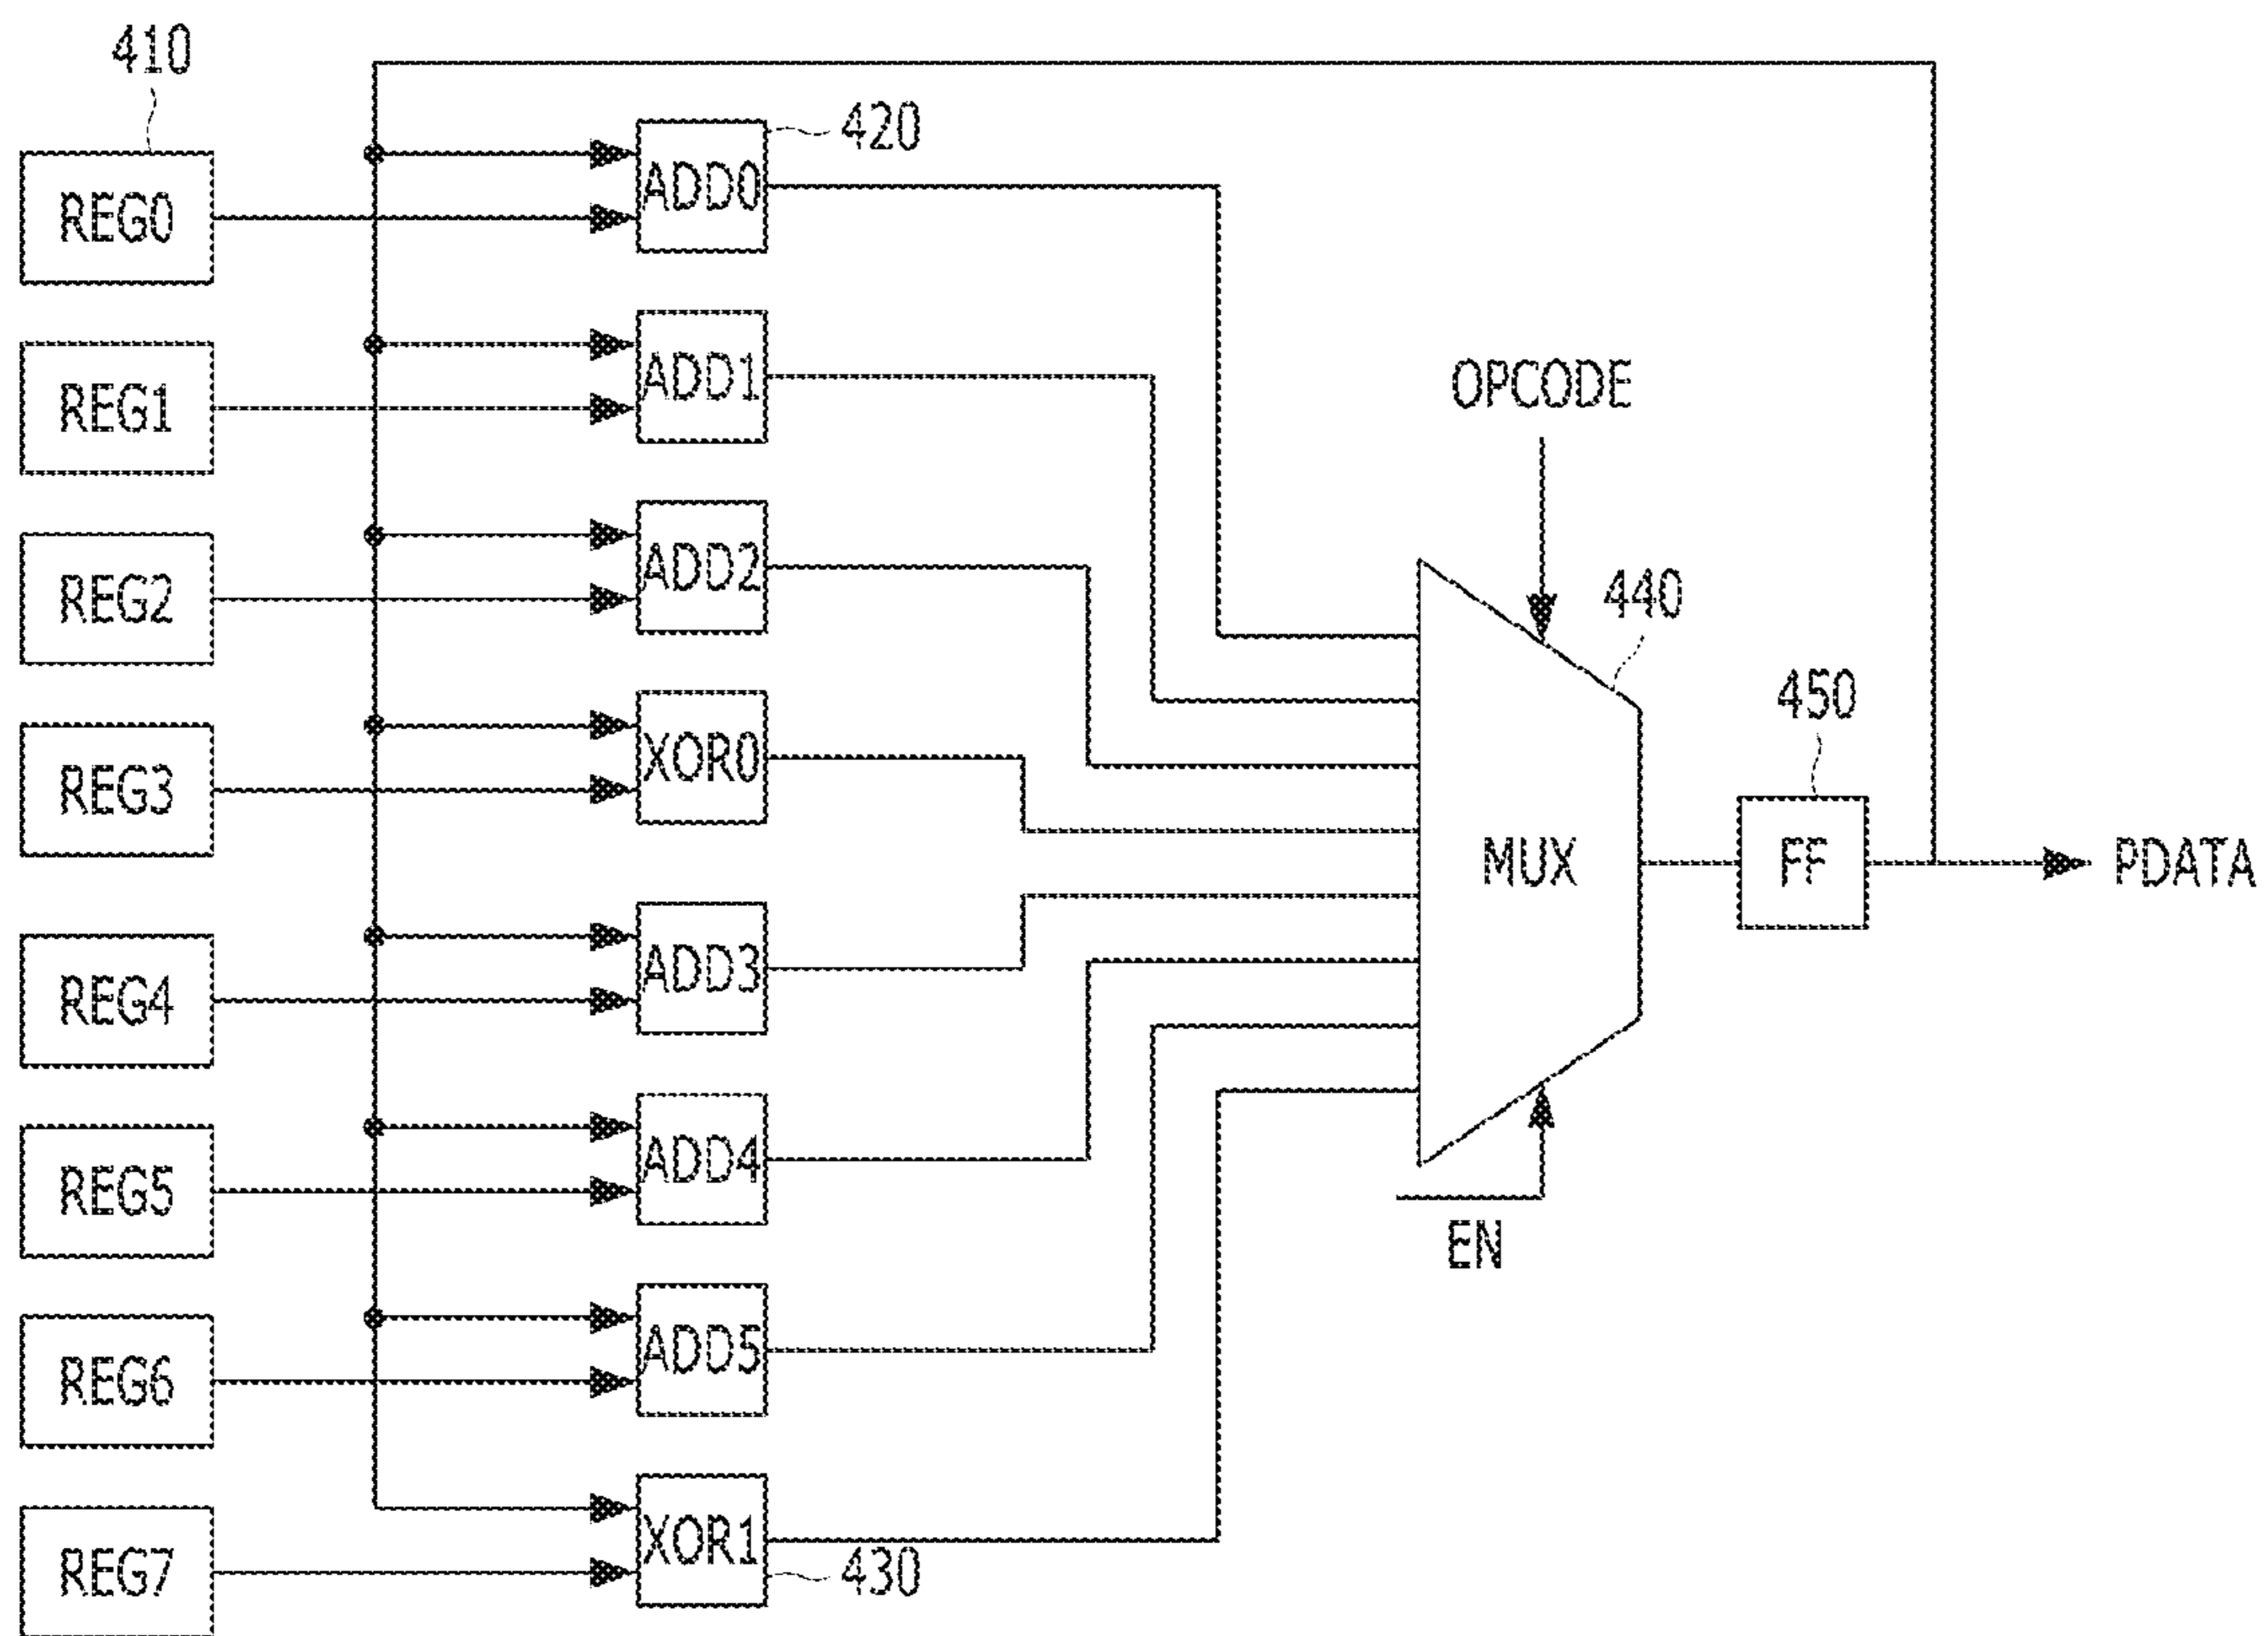 410
420
REG0
ADD0
REG1
ADD1
OPCODE
REG2
ADD2
440
REG3
XOR0
450
MUX
FF
PDATA
REG4
ADD3
REG5
ADD4
EN
REG6
ADD5
REG7
XOR1
430